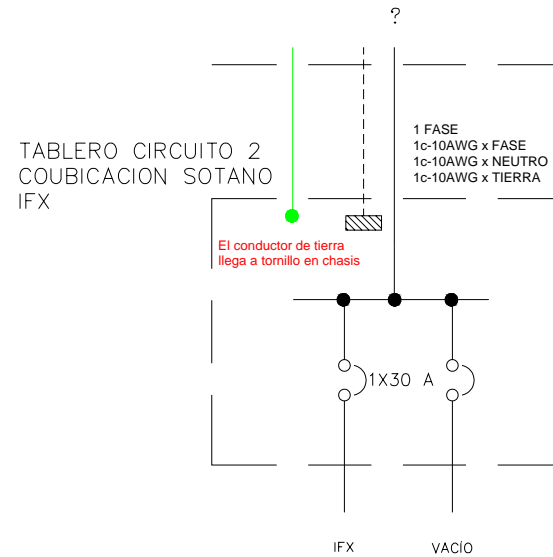 ?
1 FASE
1c-10AWG x FASE
1c-10AWG x NEUTRO
1c-10AWG x TIERRA
TABLERO CIRCUITO 2
COUBICACION SOTANO
IFX
El conductor de tierra
llega a tornillo en chasis
1X30 A
IFX
VACÍO